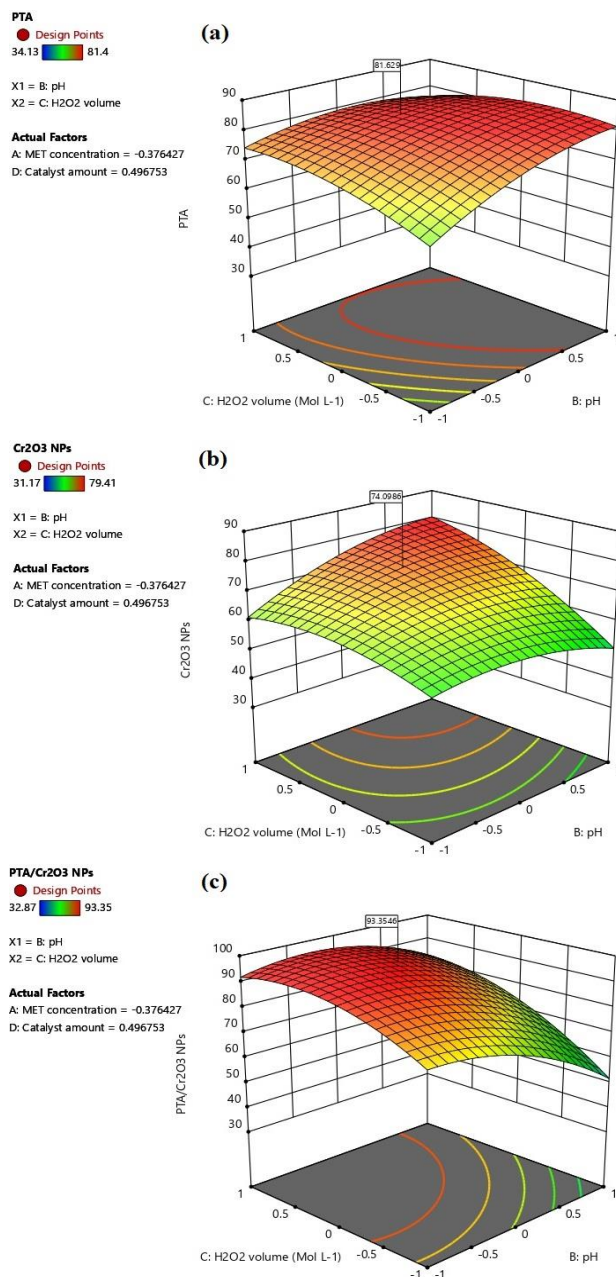 PTA
(a)
Design Points
34.13 81.4
X1 = B: pH
X2 = C: H2O2 volume
Actual Factors
A: MET concentration = -0.376427
D: Catalyst amount = 0.496753
81.629
90
80
70
60
50
40
30
PTA
1
0.5
0
-0.5
-1
C: H2O2 volume (Mol L-1)
-1
-0.5
0
0.5
1
B: pH
Cr2O3 NPs
(b)
Design Points
31.17 79.41
X1 = B: pH
X2 = C: H2O2 volume
Actual Factors
A: MET concentration = -0.376427
D: Catalyst amount = 0.496753
74.0986
90
80
70
60
50
40
30
Cr2O3 NPs
1
0.5
0
-0.5
-1
C: H2O2 volume (Mol L-1)
-1
-0.5
0
0.5
1
B: pH
PTA/Cr2O3 NPs
(c)
Design Points
32.87 93.35
X1 = B: pH
X2 = C: H2O2 volume
Actual Factors
A: MET concentration = -0.376427
D: Catalyst amount = 0.496753
93.3546
100
90
80
70
60
50
40
30
PTA/Cr2O3 NPs
1
0.5
0
-0.5
-1
C: H2O2 volume (Mol L-1)
-1
-0.5
0
0.5
1
B: pH